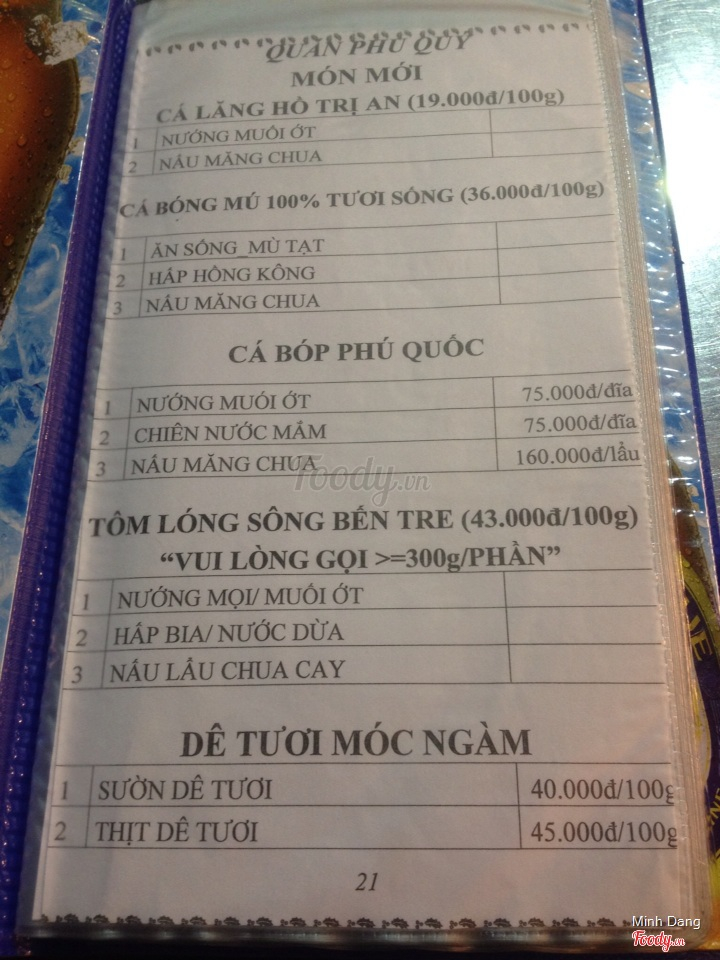 QUÁN PHÚ QUÝ
MÓN MỚI
CÁ LĂNG HỒ TRỊ AN (19.000đ/100g)
1 NƯỚNG MUỐI ỚT
2 NẤU MĂNG CHUA
CÁ BÓNG MÚ 100% TƯƠI SỐNG (36.000đ/100g)
1 ĂN SỐNG_MÙ TẠT
2 HẤP HỒNG KÔNG
3 NẤU MĂNG CHUA
CÁ BÓP PHÚ QUỐC
1 NƯỚNG MUỐI ỚT 75.000đ/đĩa
2 CHIÊN NƯỚC MẮM 75.000đ/đĩa
3 NẤU MĂNG CHUA 160.000đ/lẩu
TÔM LÓNG SÔNG BẾN TRE (43.000đ/100g)
“VUI LÒNG GỌI >=300g/PHẦN”
1 NƯỚNG MỌI/ MUỐI ỚT
2 HẤP BIA/ NƯỚC DỪA
3 NẤU LẨU CHUA CAY
DÊ TƯƠI MÓC NGÀM
1 SƯỜN DÊ TƯƠI 40.000đ/100g
2 THỊT DÊ TƯƠI 45.000đ/100g
21
Foody.vn
Minh Dang
Foody.vn